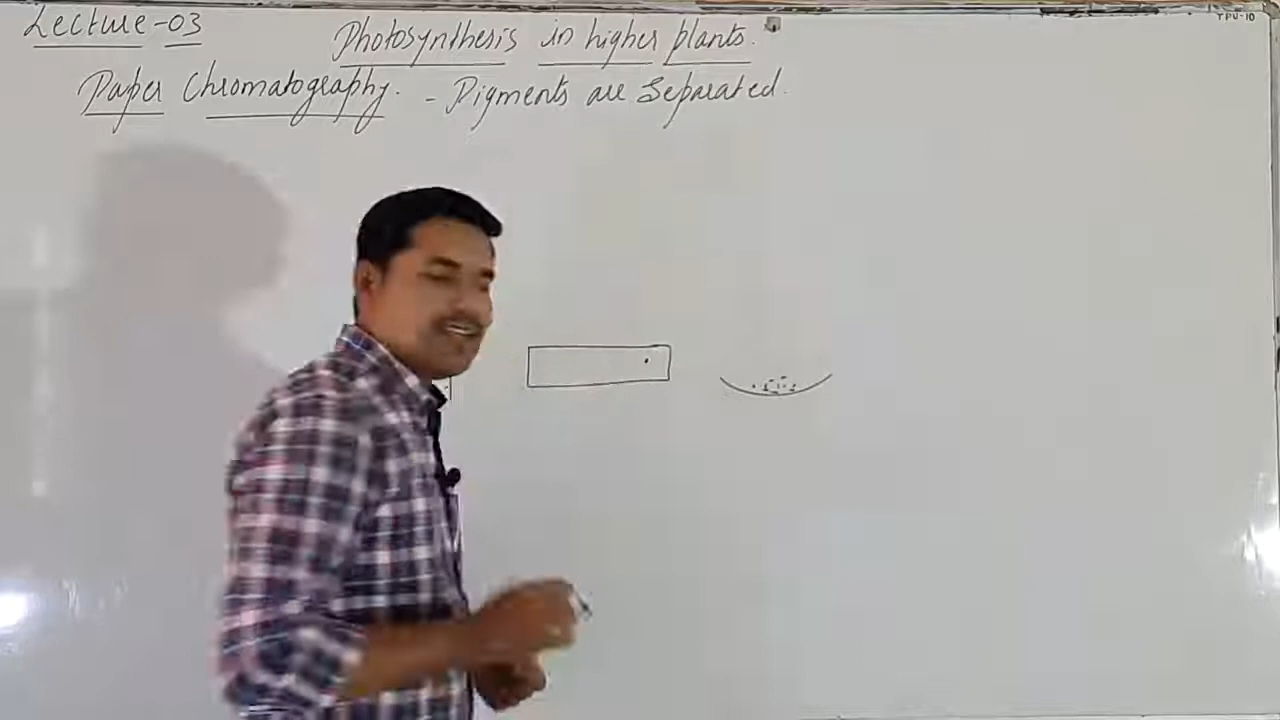 Lecture-03
Photosynthesis in higher plants.
Paper Chromatography. - Pigments are Separated.